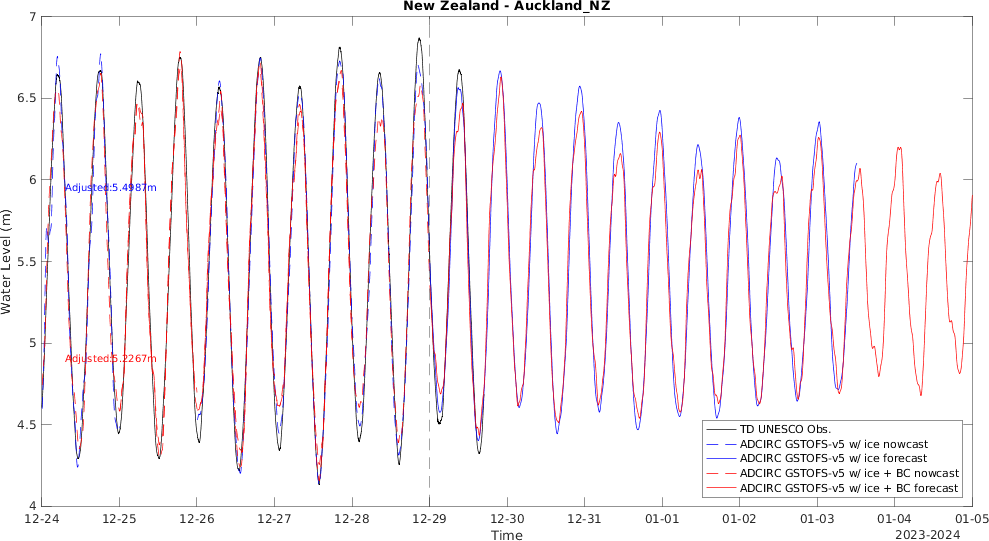 New Zealand - Auckland_NZ
7
6.5
6
5.5
5
4.5
4
Water Level (m)
Adjusted:5.4987m
Adjusted:5.2267m
TD UNESCO Obs.
ADCIRC GSTOFS-v5 w/ ice nowcast
ADCIRC GSTOFS-v5 w/ ice forecast
ADCIRC GSTOFS-v5 w/ ice + BC nowcast
ADCIRC GSTOFS-v5 w/ ice + BC forecast
12-24 12-25 12-26 12-27 12-28 12-29 12-30 12-31 01-01 01-02 01-03 01-04 01-05
Time
2023-2024